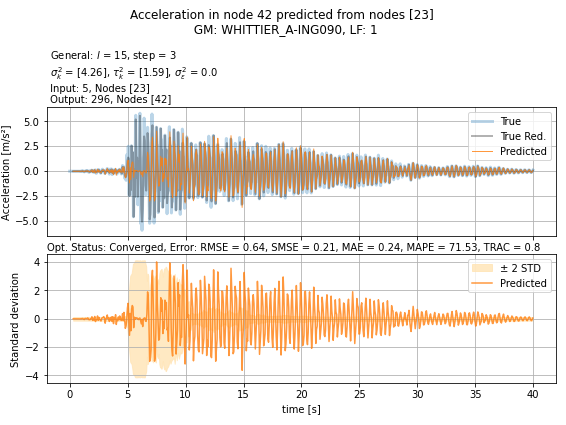 Acceleration in node 42 predicted from nodes [23]
GM: WHITTIER_A-ING090, LF: 1
General: l = 15, step = 3
σ²ₖ = [4.26], τ²ₖ = [1.59], σ²ε = 0.0
Input: 5, Nodes [23]
Output: 296, Nodes [42]
Acceleration [m/s²]
5.0
2.5
0.0
−2.5
−5.0
True
True Red.
Predicted
Opt. Status: Converged, Error: RMSE = 0.64, SMSE = 0.21, MAE = 0.24, MAPE = 71.53, TRAC = 0.8
Standard deviation
4
2
0
−2
−4
± 2 STD
Predicted
0 5 10 15 20 25 30 35 40
time [s]